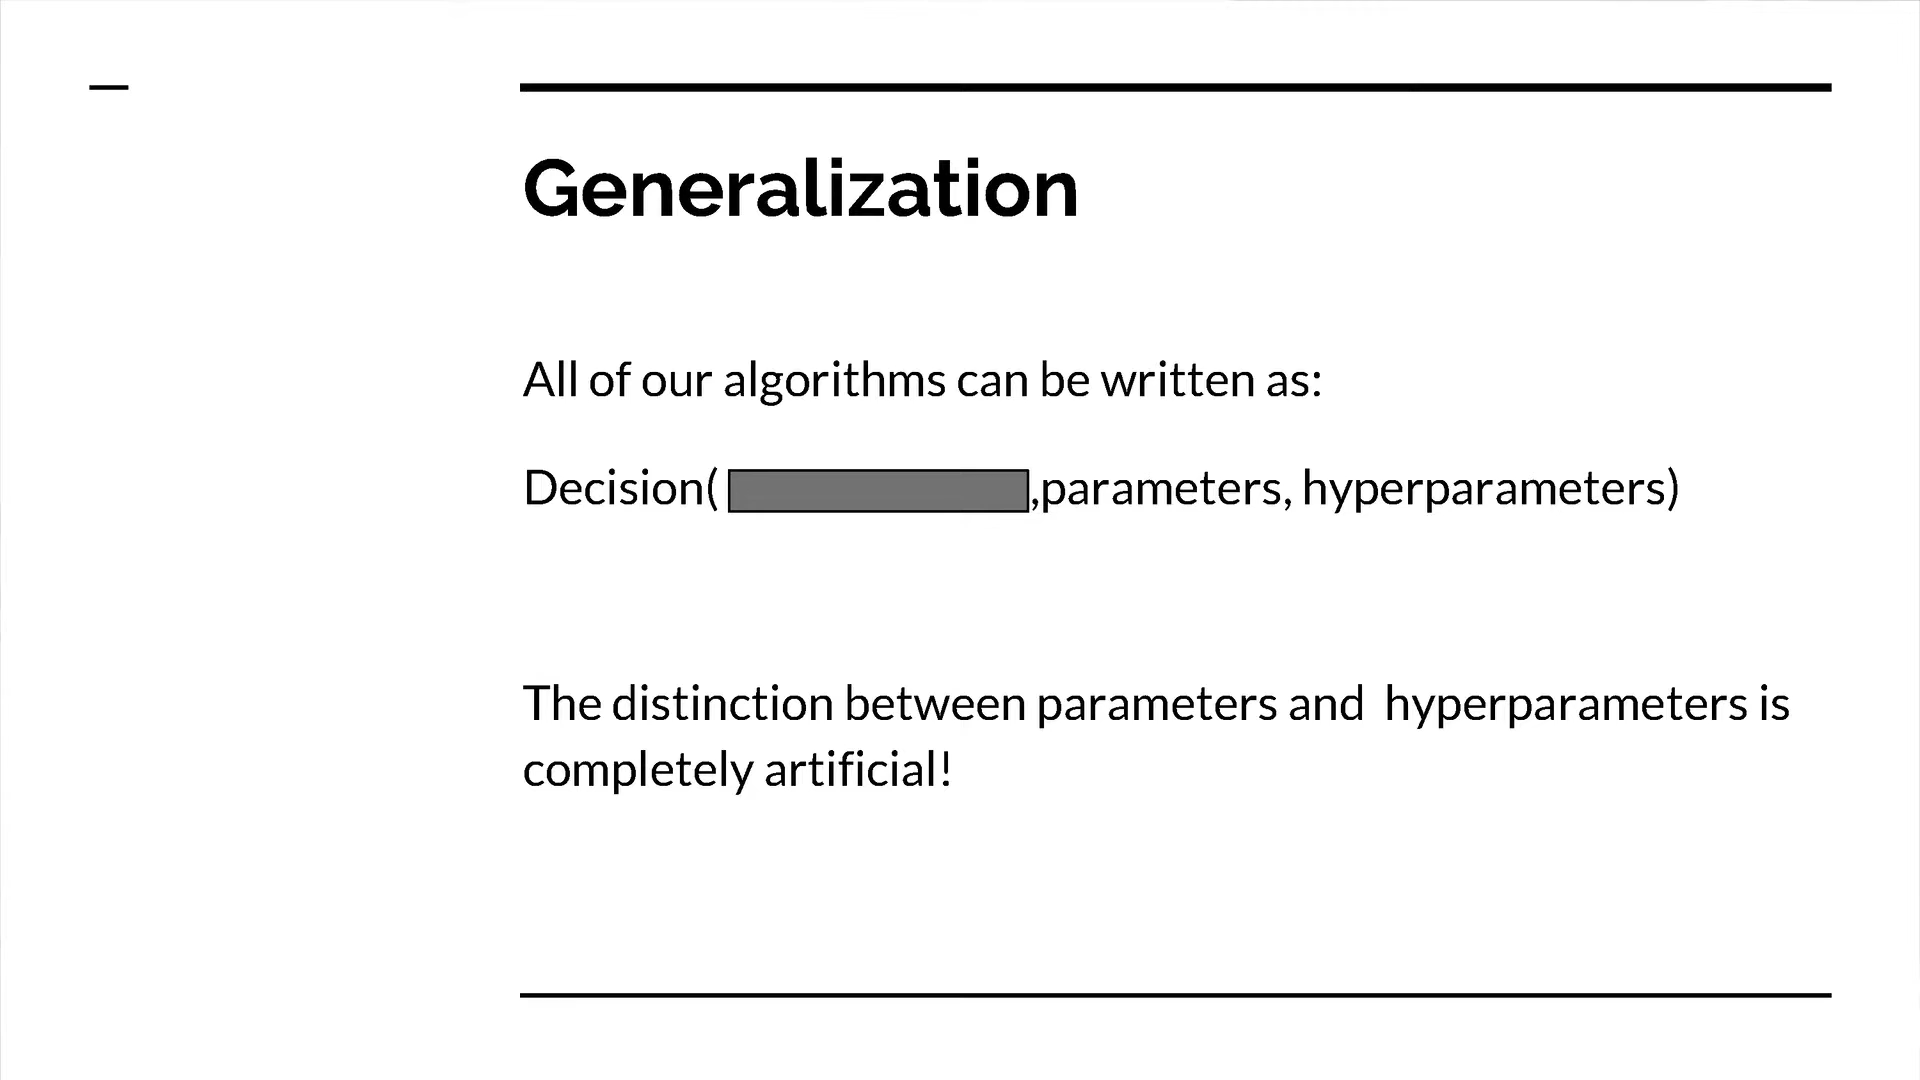 Generalization
All of our algorithms can be written as:
Decision( ,parameters, hyperparameters)
The distinction between parameters and hyperparameters is
completely artificial!